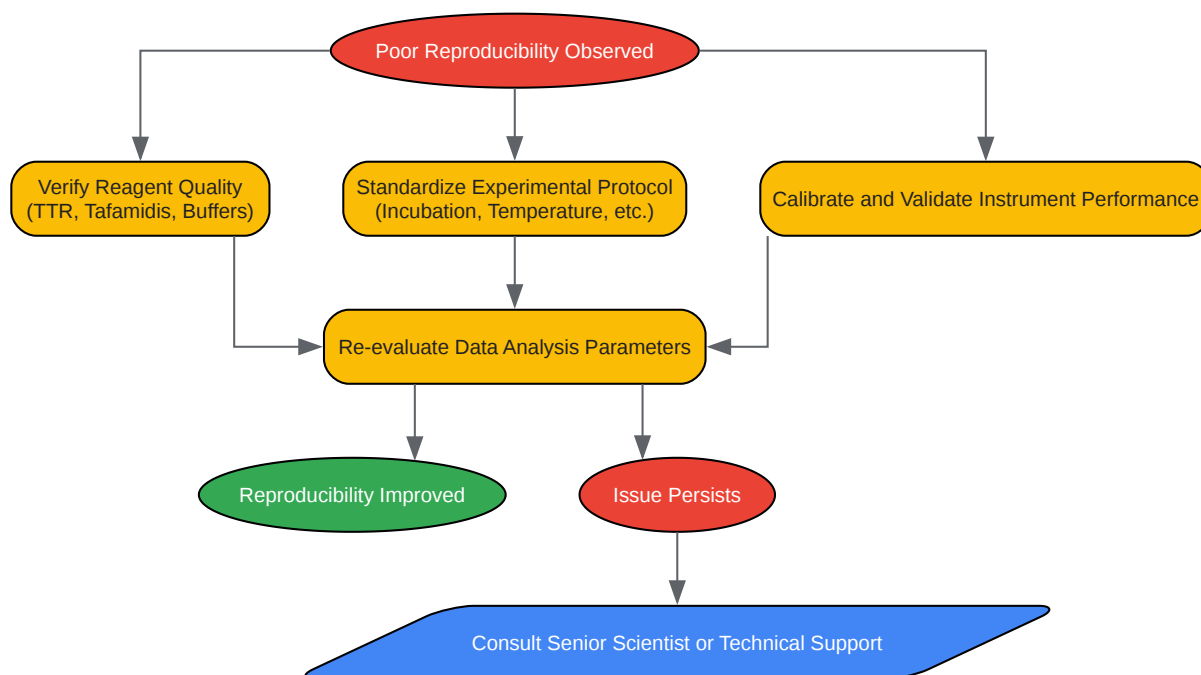 Poor Reproducibility Observed
Verify Reagent Quality
(TTR, Tafamidis, Buffers)
Standardize Experimental Protocol
(Incubation, Temperature, etc.)
Calibrate and Validate Instrument Performance
Re-evaluate Data Analysis Parameters
Reproducibility Improved
Issue Persists
Consult Senior Scientist or Technical Support